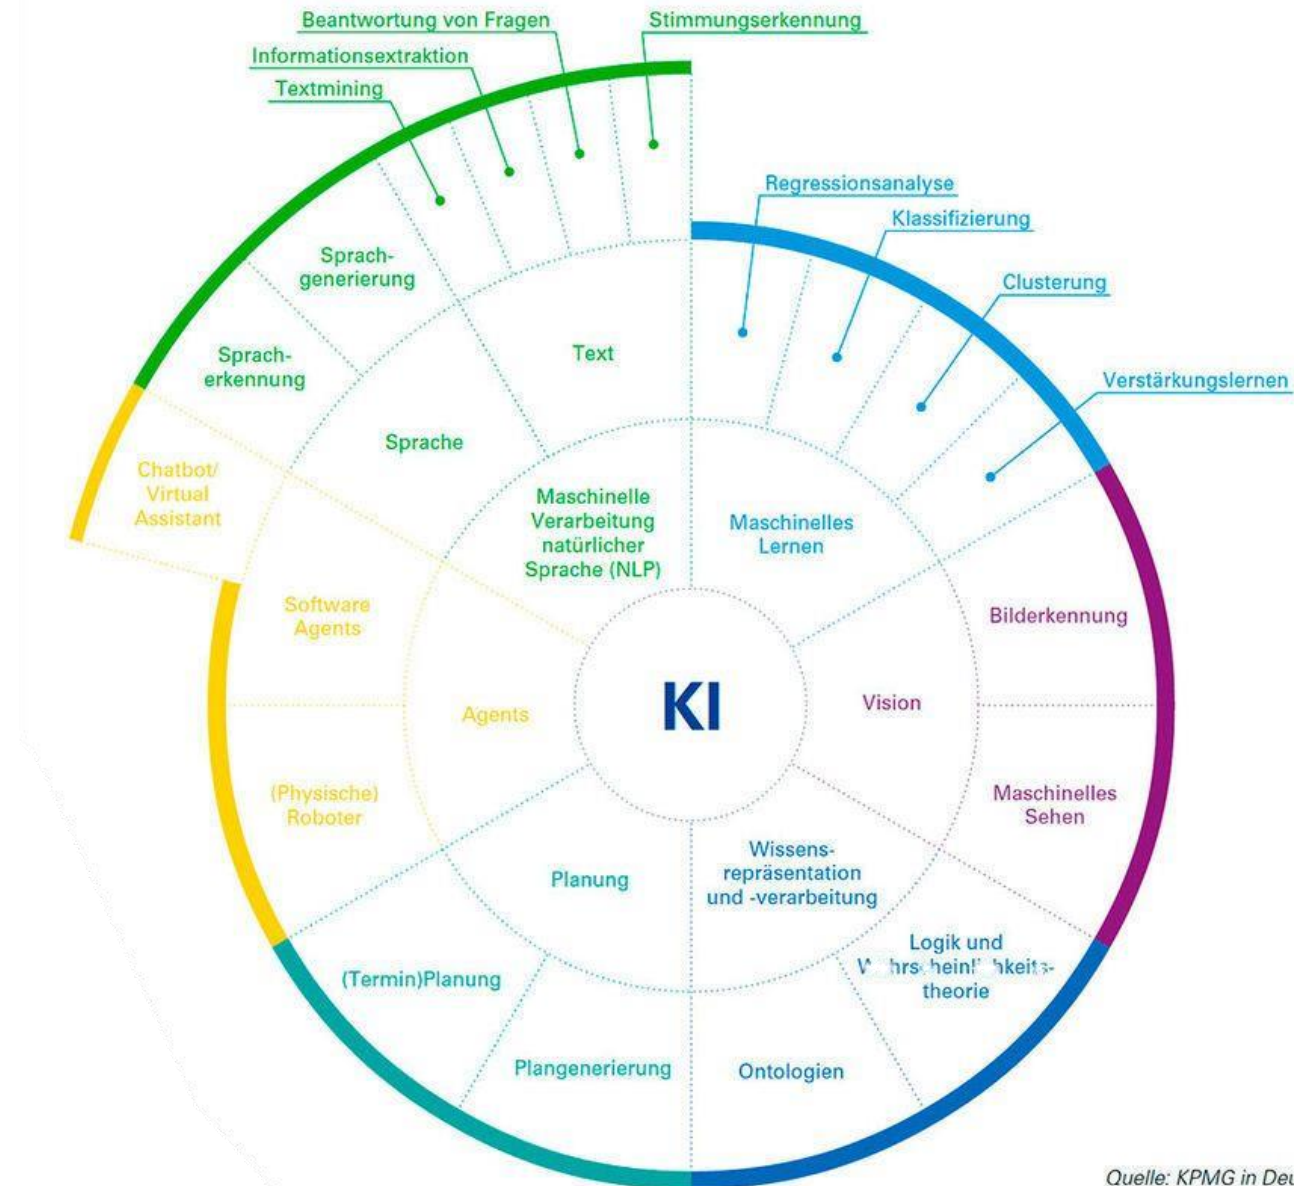 Beantwortung von Fragen
Stimmungserkennung
Informationsextraktion
Textmining
Regressionsanalyse
Klassifizierung
Clusterung
Verstärkungslernen
Sprach-
generierung
Sprach-
erkennung
Text
Sprache
Chatbot/
Virtual
Assistant
Maschinelle
Verarbeitung
natürlicher
Sprache (NLP)
Maschinelles
Lernen
Software
Agents
Bilderkennung
KI
Agents
Vision
(Physische)
Roboter
Maschinelles
Sehen
Planung
Wissens-
repräsentation
und -verarbeitung
(Termin)Planung
Logik und
Wahrscheinlichkeits-
theorie
Plangenerierung
Ontologien
Quelle: KPMG in Deu